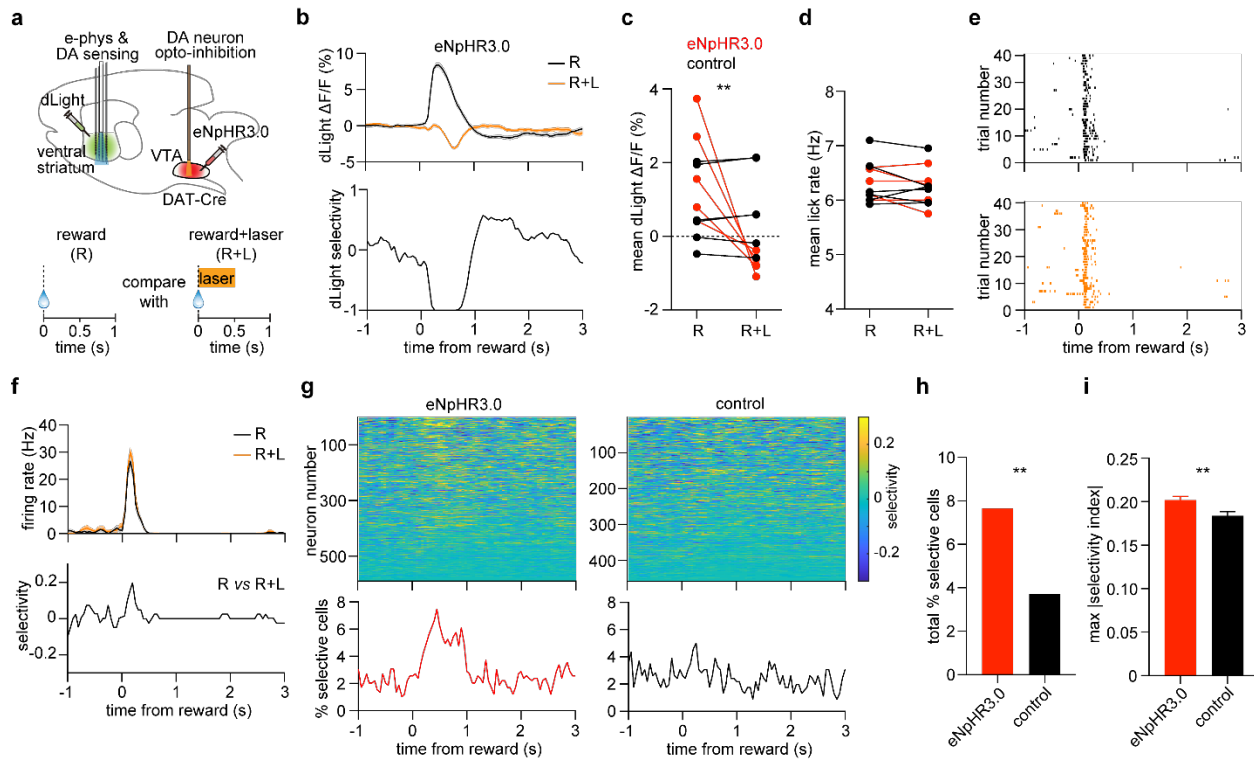 a
e-phys &
DA sensing
DA neuron
opto-inhibition
dLight
eNpHR3.0
ventral
striatum
VTA
DAT-Cre
reward
(R)
reward+laser
(R+L)
compare
with
laser
0 0.5 1
time (s)
0 0.5 1
time (s)
b
eNpHR3.0
R
R+L
dLight ΔF/F (%)
10
5
0
-5
dLight selectivity
1
0
-1
-1 0 1 2 3
time from reward (s)
c
eNpHR3.0
control
**
mean dLight ΔF/F (%)
4
2
0
-2
R R+L
d
mean lick rate (Hz)
8
7
6
5
4
R R+L
e
trial number
40
20
0
trial number
40
20
0
-1 0 1 2 3
time from reward (s)
f
R
R+L
firing rate (Hz)
40
30
20
10
0
R vs R+L
selectivity
0.2
0
-0.2
-1 0 1 2 3
time from reward (s)
g
eNpHR3.0
control
neuron number
100
300
500
100
200
300
400
0.2
0
-0.2
selectivity
% selective cells
8
6
4
2
0
-1 0 1 2 3
time from reward (s)
8
6
4
2
0
-1 0 1 2 3
time from reward (s)
h
**
total % selective cells
10
8
6
4
2
0
eNpHR3.0
control
i
**
max |selectivity index|
0.25
0.20
0.15
0.10
0.05
0.00
eNpHR3.0
control